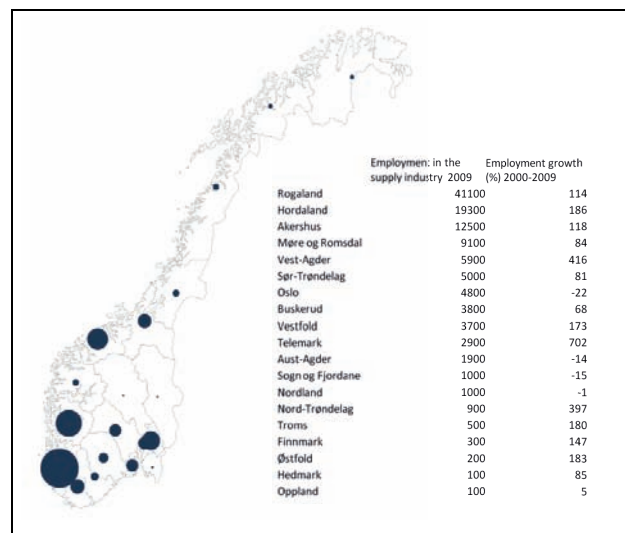 Employment in the Employment growth
supply industry 2009 (%) 2000-2009
Rogaland 41100 114
Hordaland 19300 186
Akershus 12500 118
Møre og Romsdal 9100 84
Vest-Agder 5900 416
Sør-Trøndelag 5000 81
Oslo 4800 -22
Buskerud 3800 68
Vestfold 3700 173
Telemark 2900 702
Aust-Agder 1900 -14
Sogn og Fjordane 1000 -15
Nordland 1000 -1
Nord-Trøndelag 900 397
Troms 500 180
Finnmark 300 147
Østfold 200 183
Hedmark 100 85
Oppland 100 5